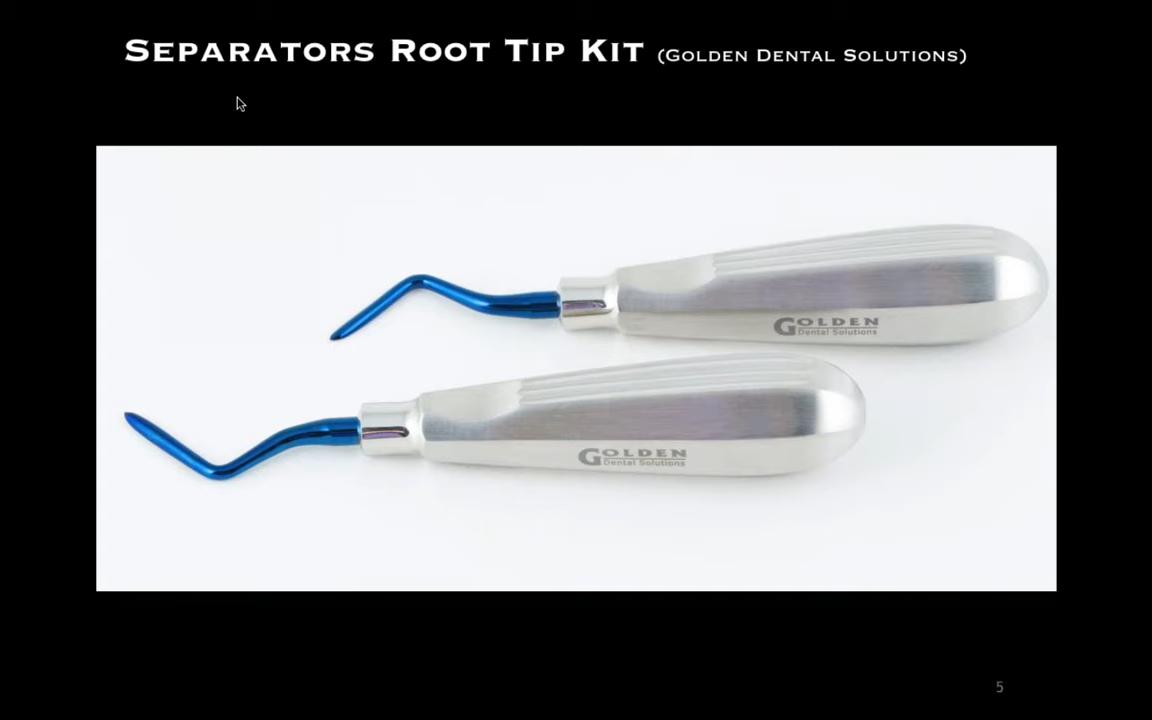 SEPARATORS ROOT TIP KIT (GOLDEN DENTAL SOLUTIONS)
GOLDEN
Dental Solutions
GOLDEN
Dental Solutions
5